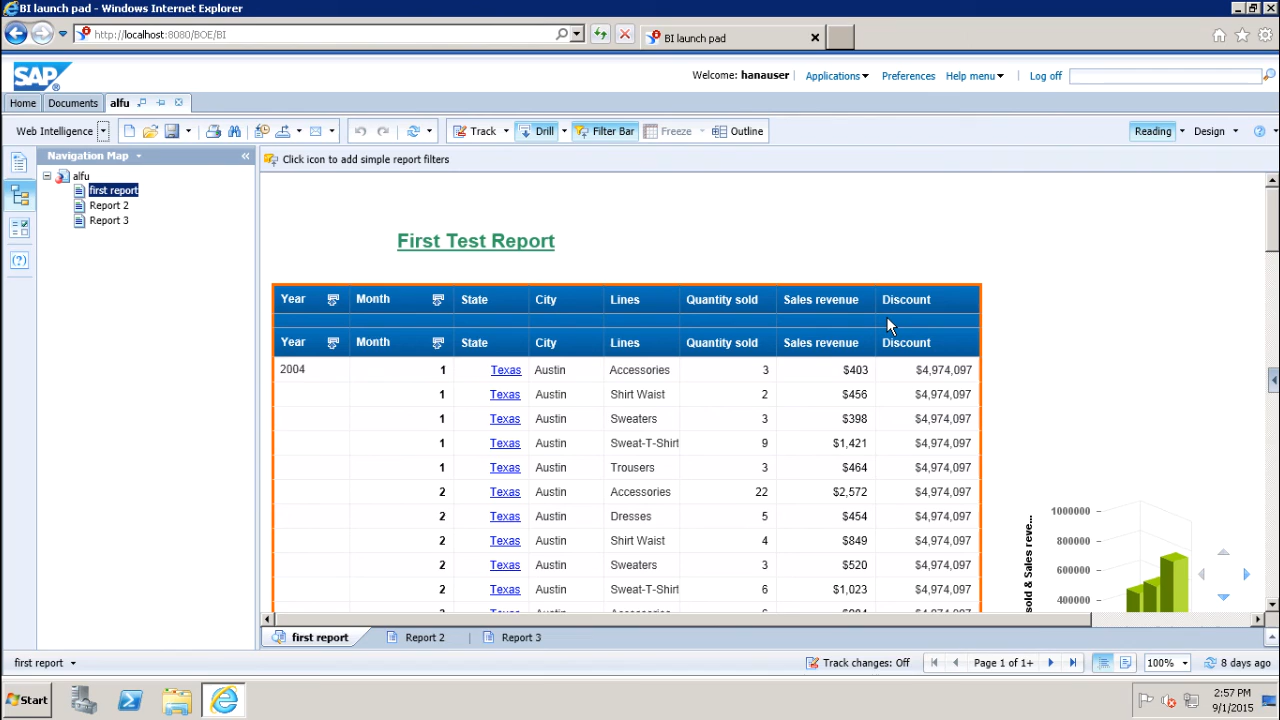 BI launch pad - Windows Internet Explorer
http://localhost:8080/BOE/BI
BI launch pad
SAP
Welcome: hanauser Applications Preferences Help menu Log off
Home Documents alfu
Web Intelligence Track Drill Filter Bar Freeze Outline Reading Design
Navigation Map
Click icon to add simple report filters
alfu
first report
Report 2
Report 3
First Test Report
Year Month State City Lines Quantity sold Sales revenue Discount
Year Month State City Lines Quantity sold Sales revenue Discount
2004 1 Texas Austin Accessories 3 $403 $4,974,097
1 Texas Austin Shirt Waist 2 $456 $4,974,097
1 Texas Austin Sweaters 3 $398 $4,974,097
1 Texas Austin Sweat-T-Shirt 9 $1,421 $4,974,097
1 Texas Austin Trousers 3 $464 $4,974,097
2 Texas Austin Accessories 22 $2,572 $4,974,097
2 Texas Austin Dresses 5 $454 $4,974,097
2 Texas Austin Shirt Waist 4 $849 $4,974,097
2 Texas Austin Sweaters 3 $520 $4,974,097
2 Texas Austin Sweat-T-Shirt 6 $1,023 $4,974,097
1000000
800000
600000
400000
sold & Sales reve...
first report Report 2 Report 3
first report Track changes: Off Page 1 of 1+ 100% 8 days ago
Start
2:57 PM
9/1/2015